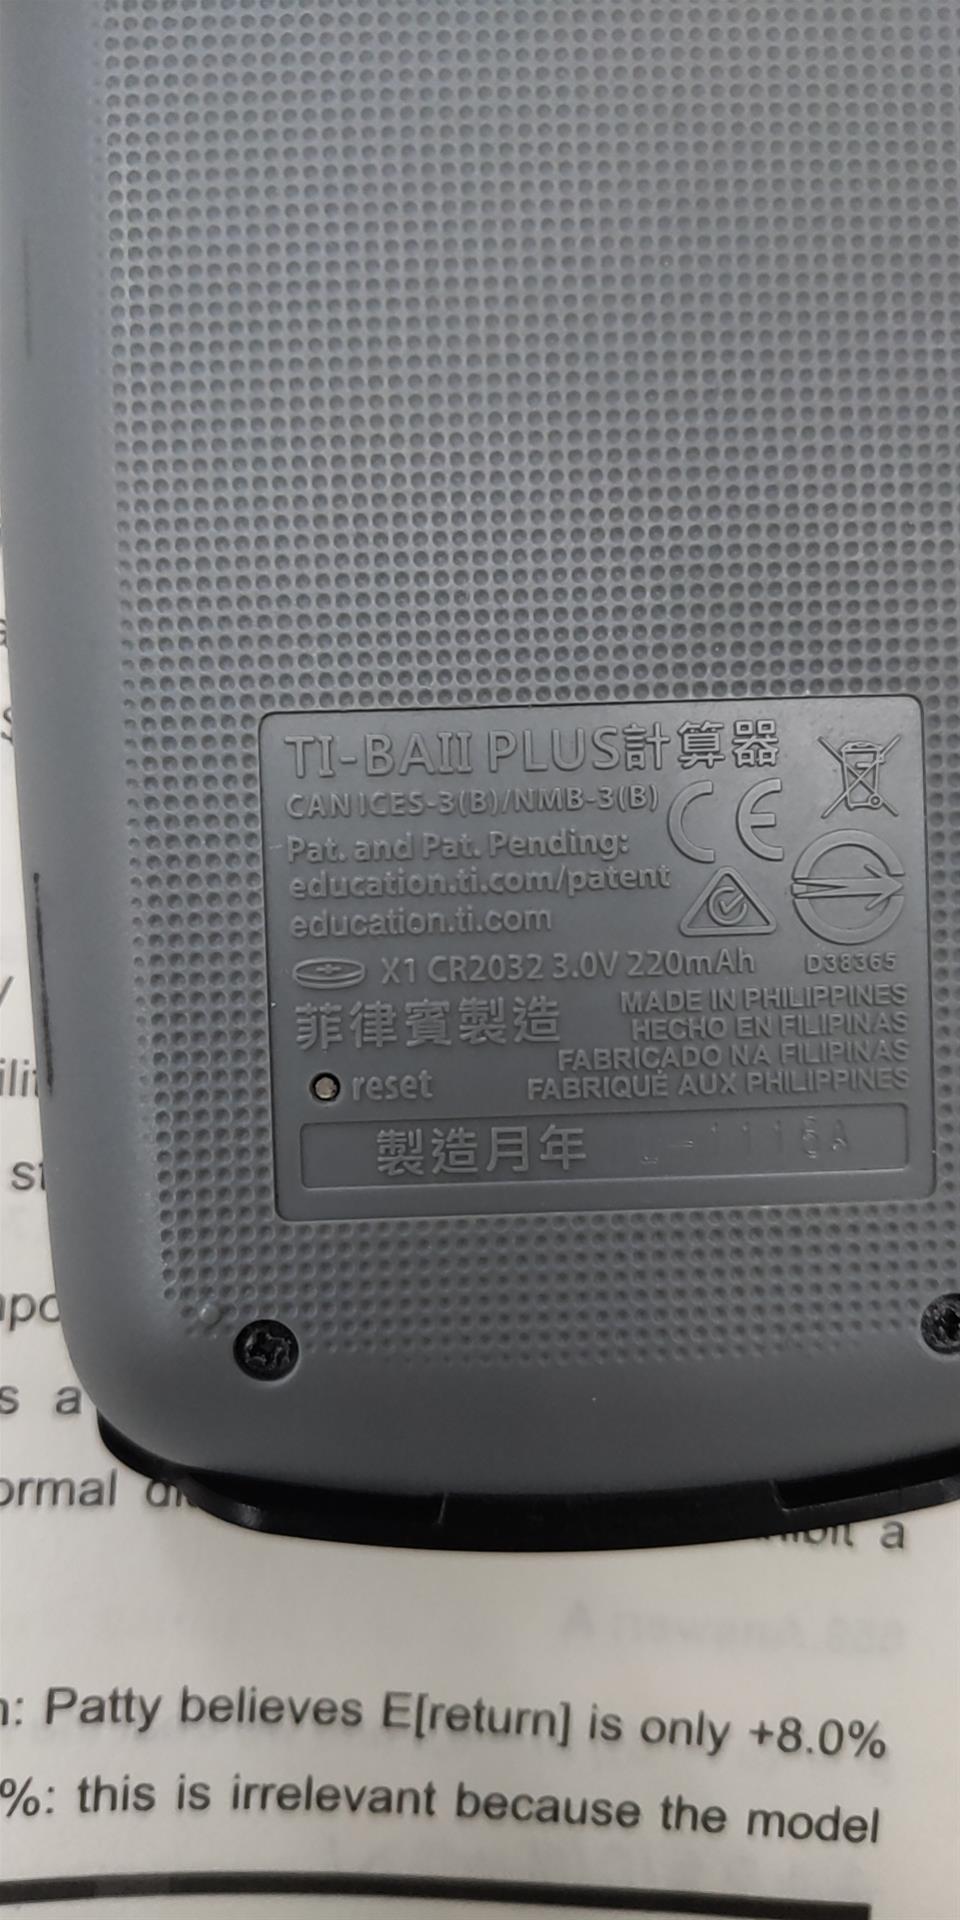 TI-BAII PLUS計算器
CAN ICES-3(B)/NMB-3(B)
CE
Pat. and Pat. Pending:
education.ti.com/patent
education.ti.com
X1 CR2032 3.0V 220mAh
D38365
菲律賓製造
MADE IN PHILIPPINES
HECHO EN FILIPINAS
FABRICADO NA FILIPINAS
FABRIQUÉ AUX PHILIPPINES
reset
製造月年
s a
ormal
a
Patty believes E[return] is only +8.0%
%: this is irrelevant because the model